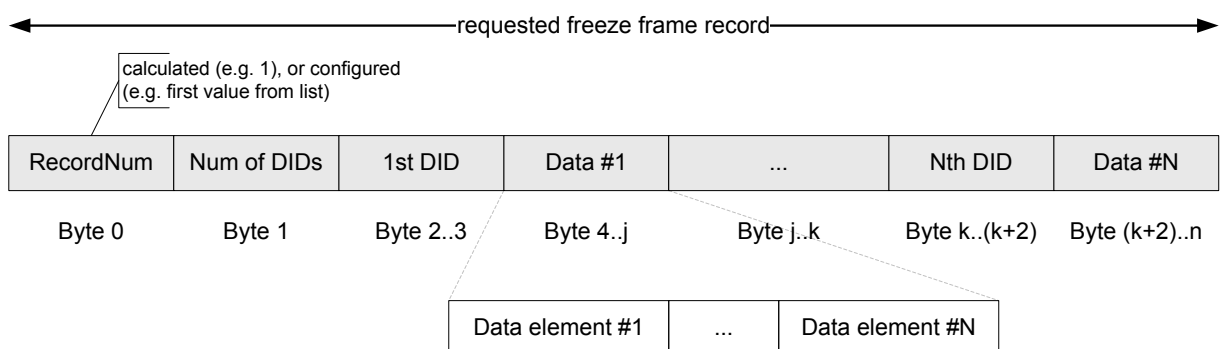 requested freeze frame record
calculated (e.g. 1), or configured
(e.g. first value from list)
RecordNum Num of DIDs 1st DID Data #1 ... Nth DID Data #N
Byte 0 Byte 1 Byte 2..3 Byte 4..j Byte j..k Byte k..(k+2) Byte (k+2)..n
Data element #1 ... Data element #N